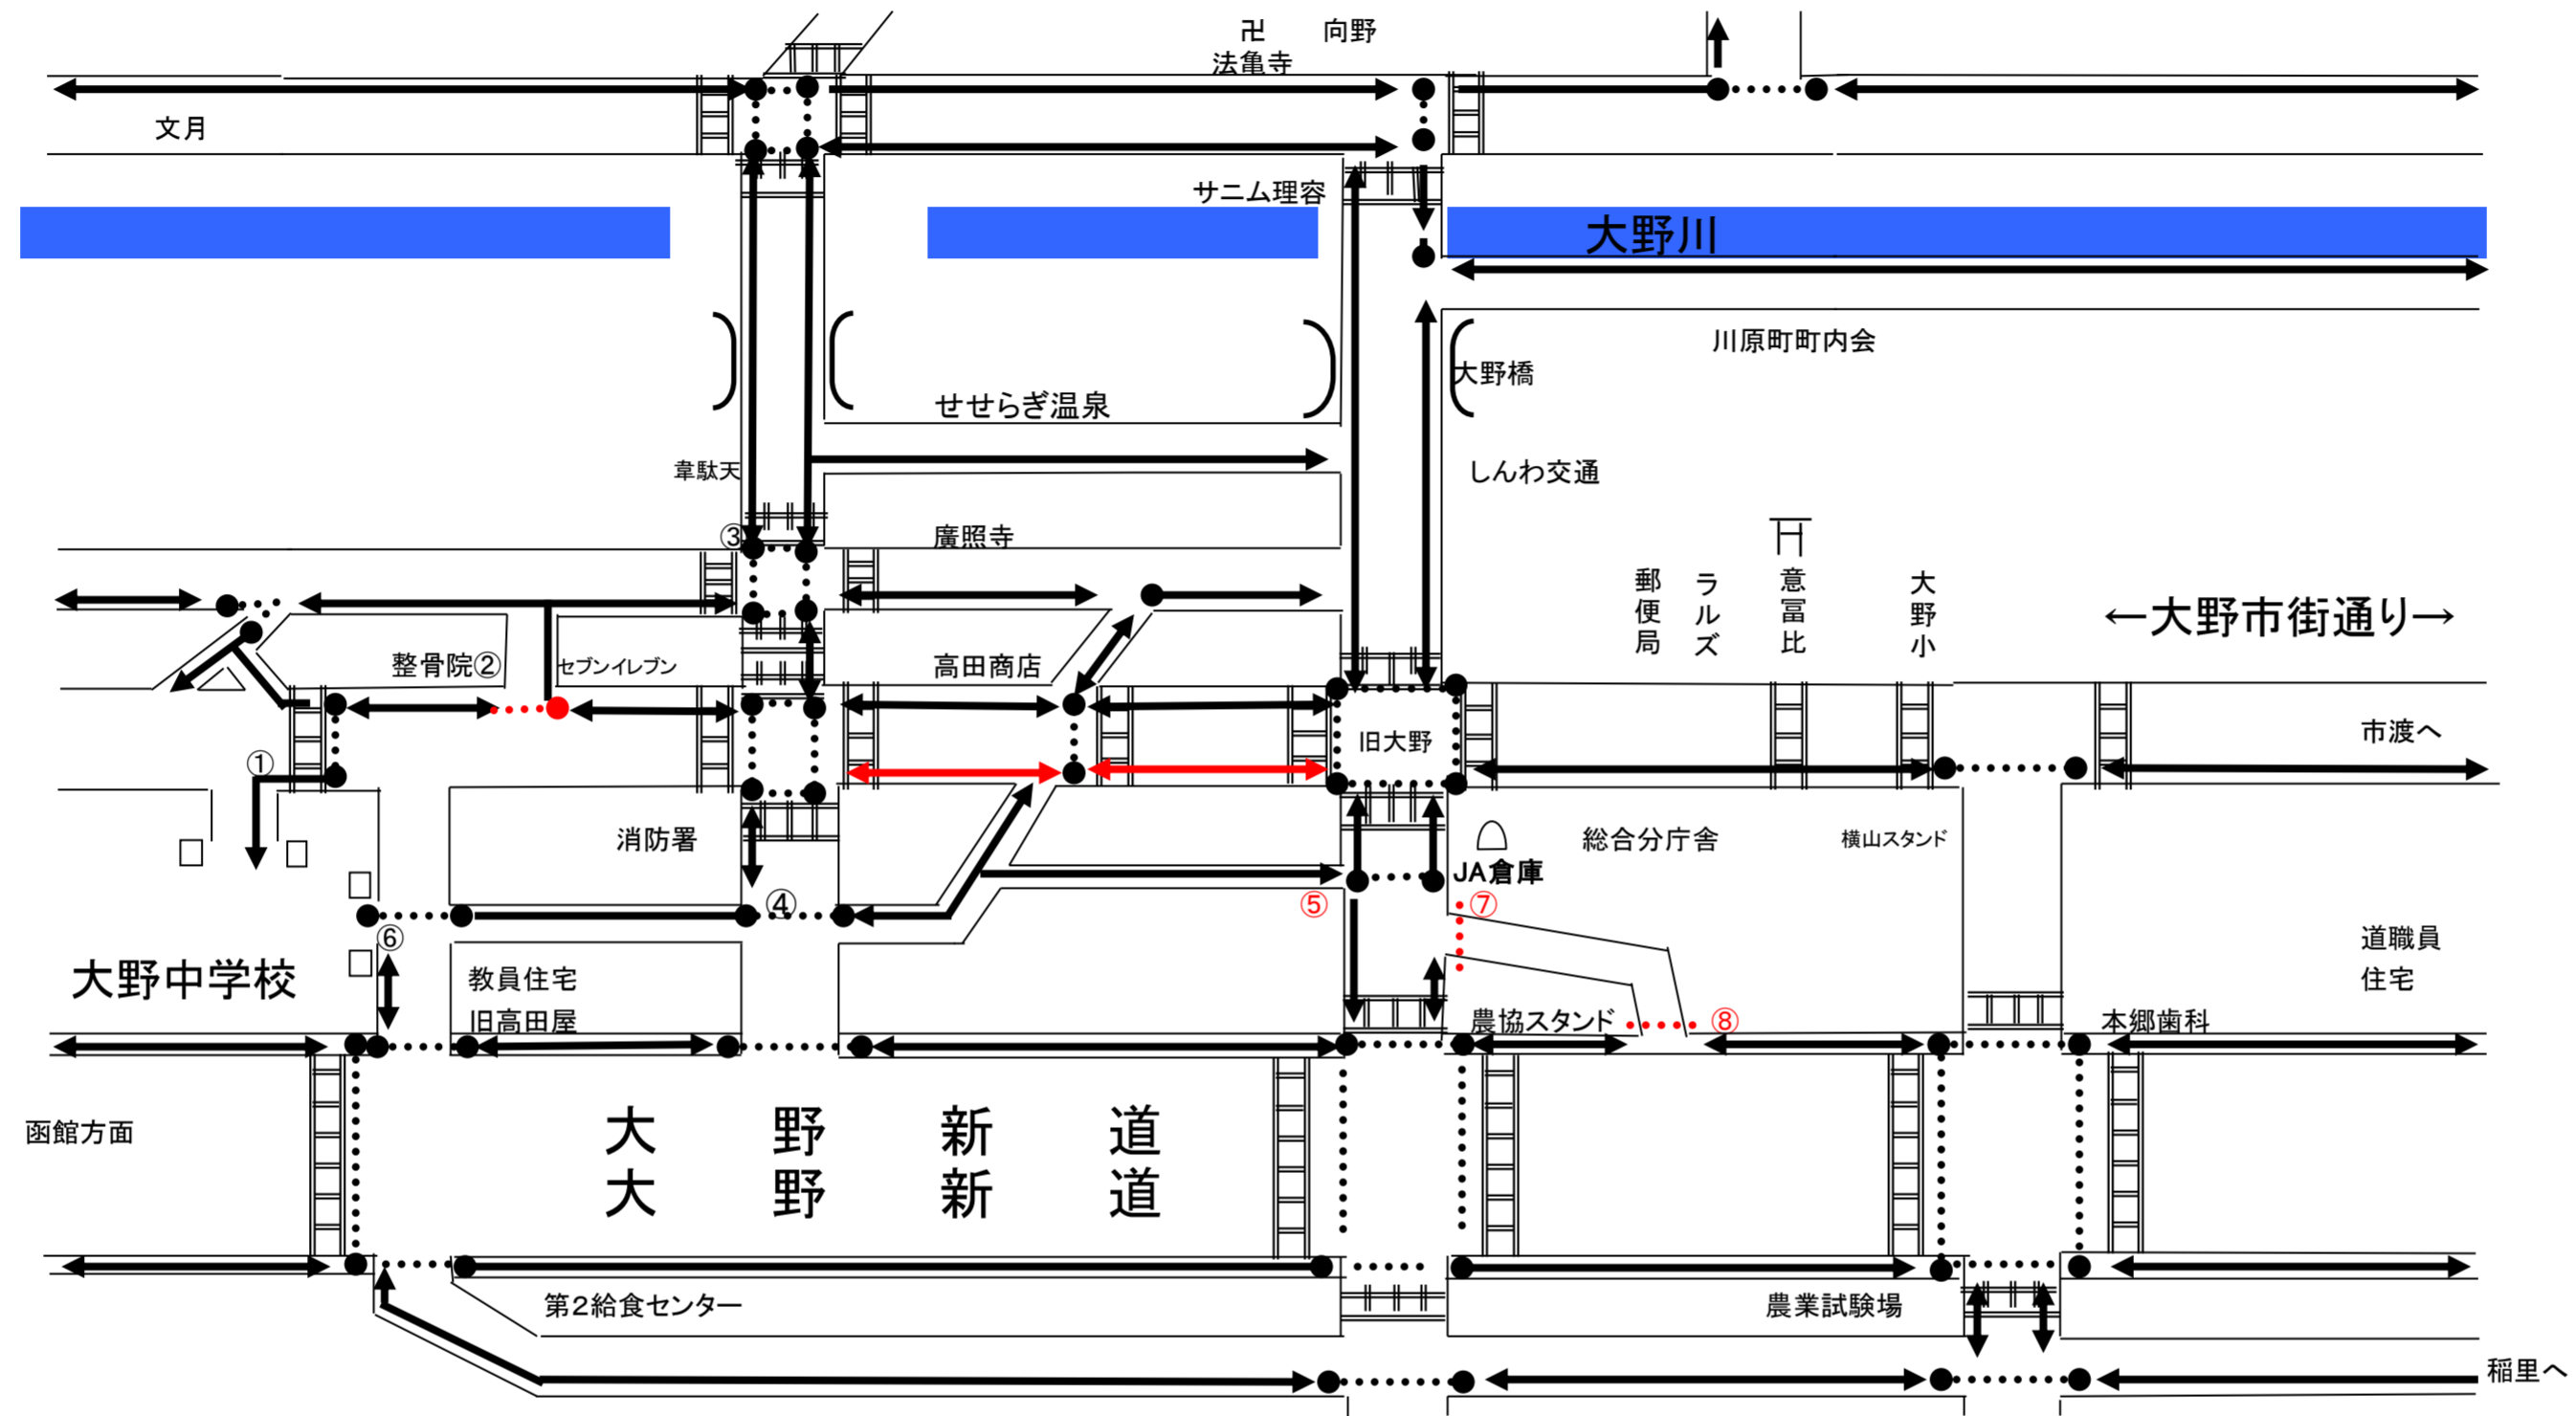 卍 向野
法亀寺
文月
サニム理容
大野川
川原町町内会
大野橋
せせらぎ温泉
韋駄天
しんわ交通
③
廣照寺
郵便局
ラルズ
意冨比
大野小
←大野市街通り→
整骨院②
セブンイレブン
高田商店
旧大野
市渡へ
①
消防署
総合分庁舎
横山スタンド
JA倉庫
④
⑤
⑦
⑥
大野中学校
教員住宅
旧高田屋
道職員
住宅
農協スタンド
⑧
本郷歯科
函館方面
大野新道
大野新道
第2給食センター
農業試験場
稲里へ